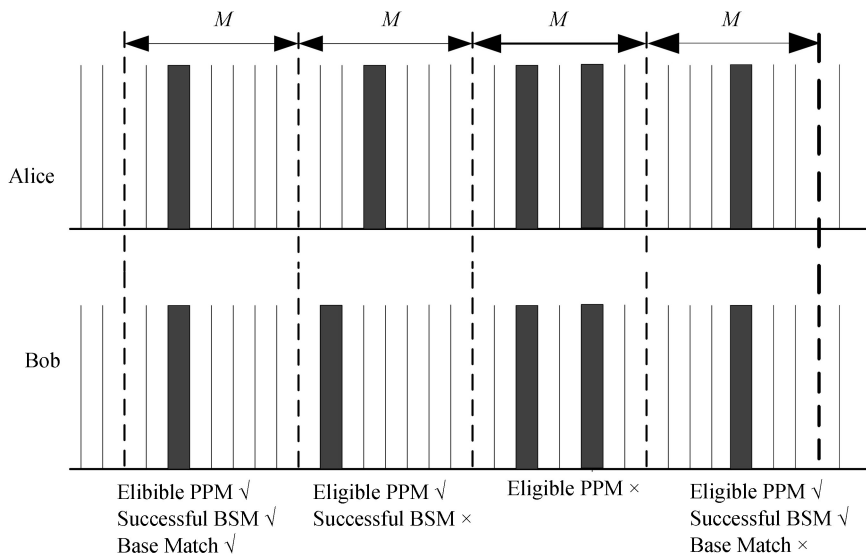 M M M M
Alice
Bob
Elibible PPM √ Eligible PPM √ Eligible PPM × Eligible PPM √
Successful BSM √ Successful BSM × Successful BSM √
Base Match √ Base Match ×